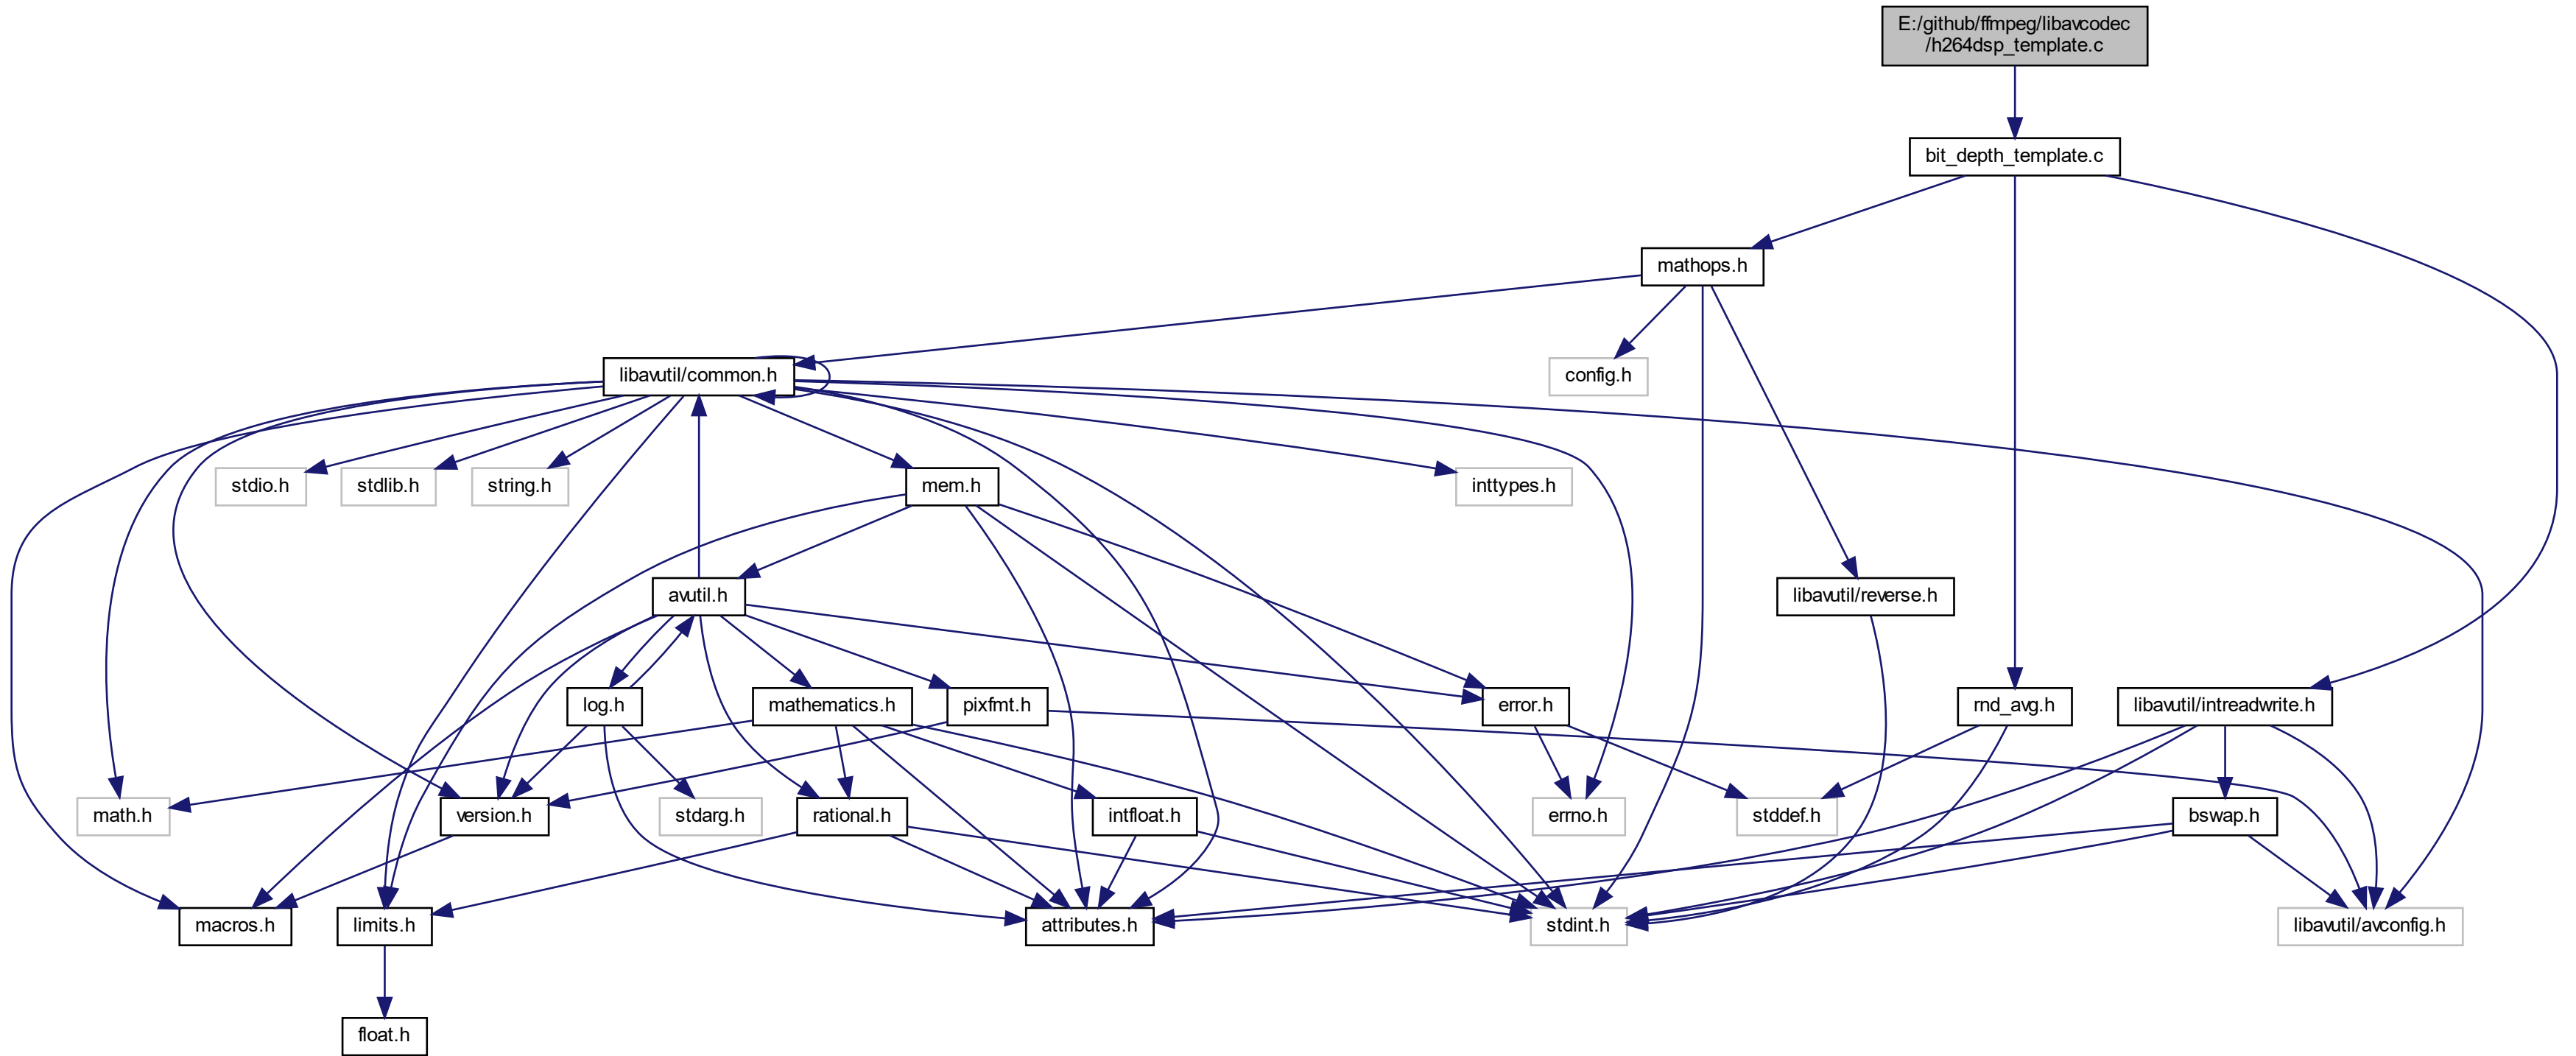 E:/github/ffmpeg/libavcodec
/h264dsp_template.c
bit_depth_template.c
mathops.h
libavutil/common.h
config.h
stdio.h
stdlib.h
string.h
mem.h
inttypes.h
avutil.h
libavutil/reverse.h
log.h
mathematics.h
pixfmt.h
error.h
rnd_avg.h
libavutil/intreadwrite.h
math.h
version.h
stdarg.h
rational.h
intfloat.h
errno.h
stddef.h
bswap.h
macros.h
limits.h
attributes.h
stdint.h
libavutil/avconfig.h
float.h